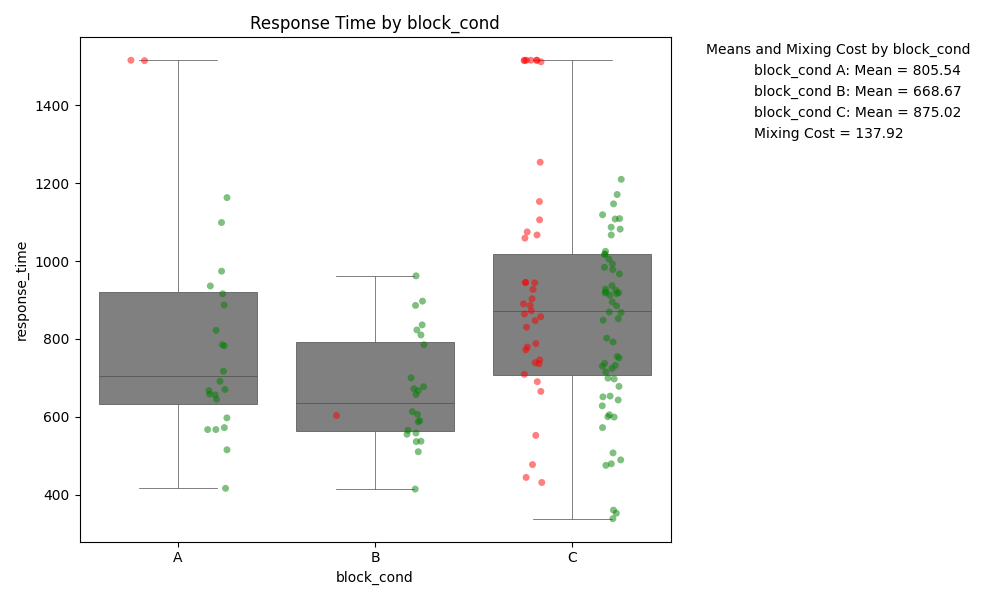 Response Time by block_cond
Means and Mixing Cost by block_cond
block_cond A: Mean = 805.54
block_cond B: Mean = 668.67
block_cond C: Mean = 875.02
Mixing Cost = 137.92
response_time
1400
1200
1000
800
600
400
A
B
C
block_cond